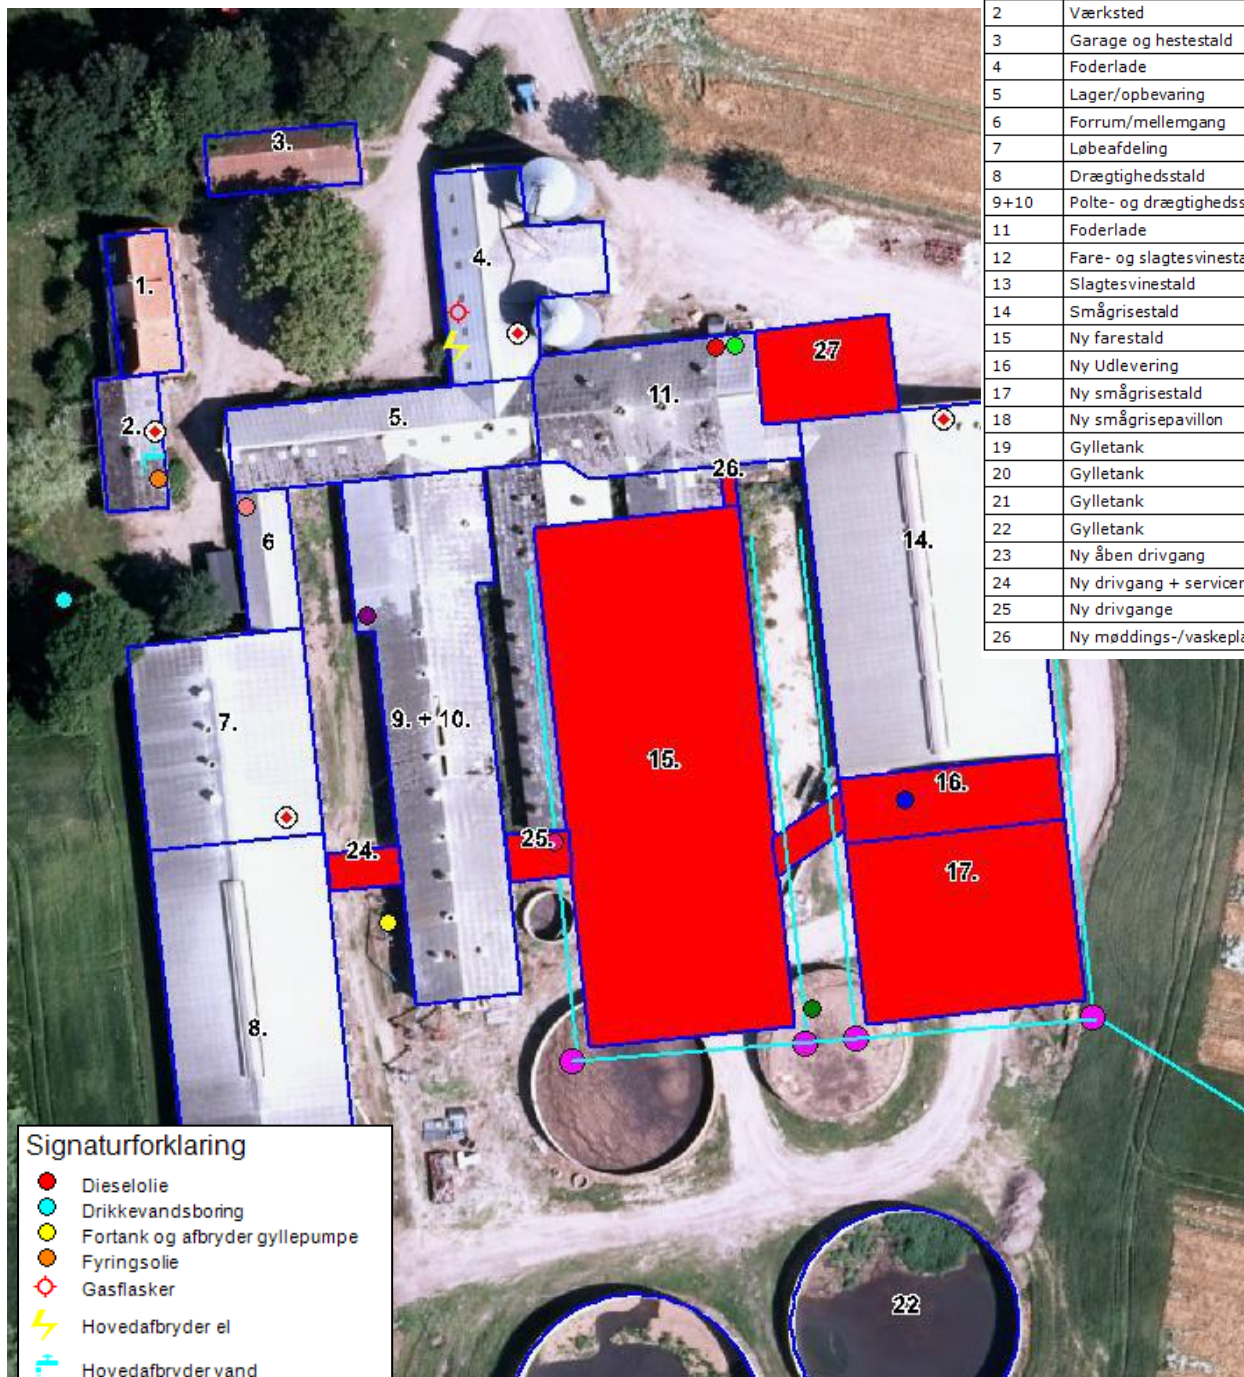 2 Værksted
3 Garage og hestestald
4 Foderlade
5 Lager/opbevaring
6 Forrum/mellemgang
7 Løbeafdeling
8 Drægtighedsstald
9+10 Polte- og drægtighedss
11 Foderlade
12 Fare- og slagtesvinesta
13 Slagtesvinestald
14 Smågrisestald
15 Ny farestald
16 Ny Udlevering
17 Ny smågrisestald
18 Ny smågrisepavillon
19 Gylletank
20 Gylletank
21 Gylletank
22 Gylletank
23 Ny åben drivgang
24 Ny drivgang + servicer
25 Ny drivgange
26 Ny møddings-/vaskepla
3.
4.
1.
27
11.
5.
2.
26.
6
14.
7.
9. + 10.
15.
16.
25.
24.
17.
8.
22
Signaturforklaring
Dieselolie
Drikkevandsboring
Fortank og afbryder gyllepumpe
Fyringsolie
Gasflasker
Hovedafbryder el
Hovedafbryder vand